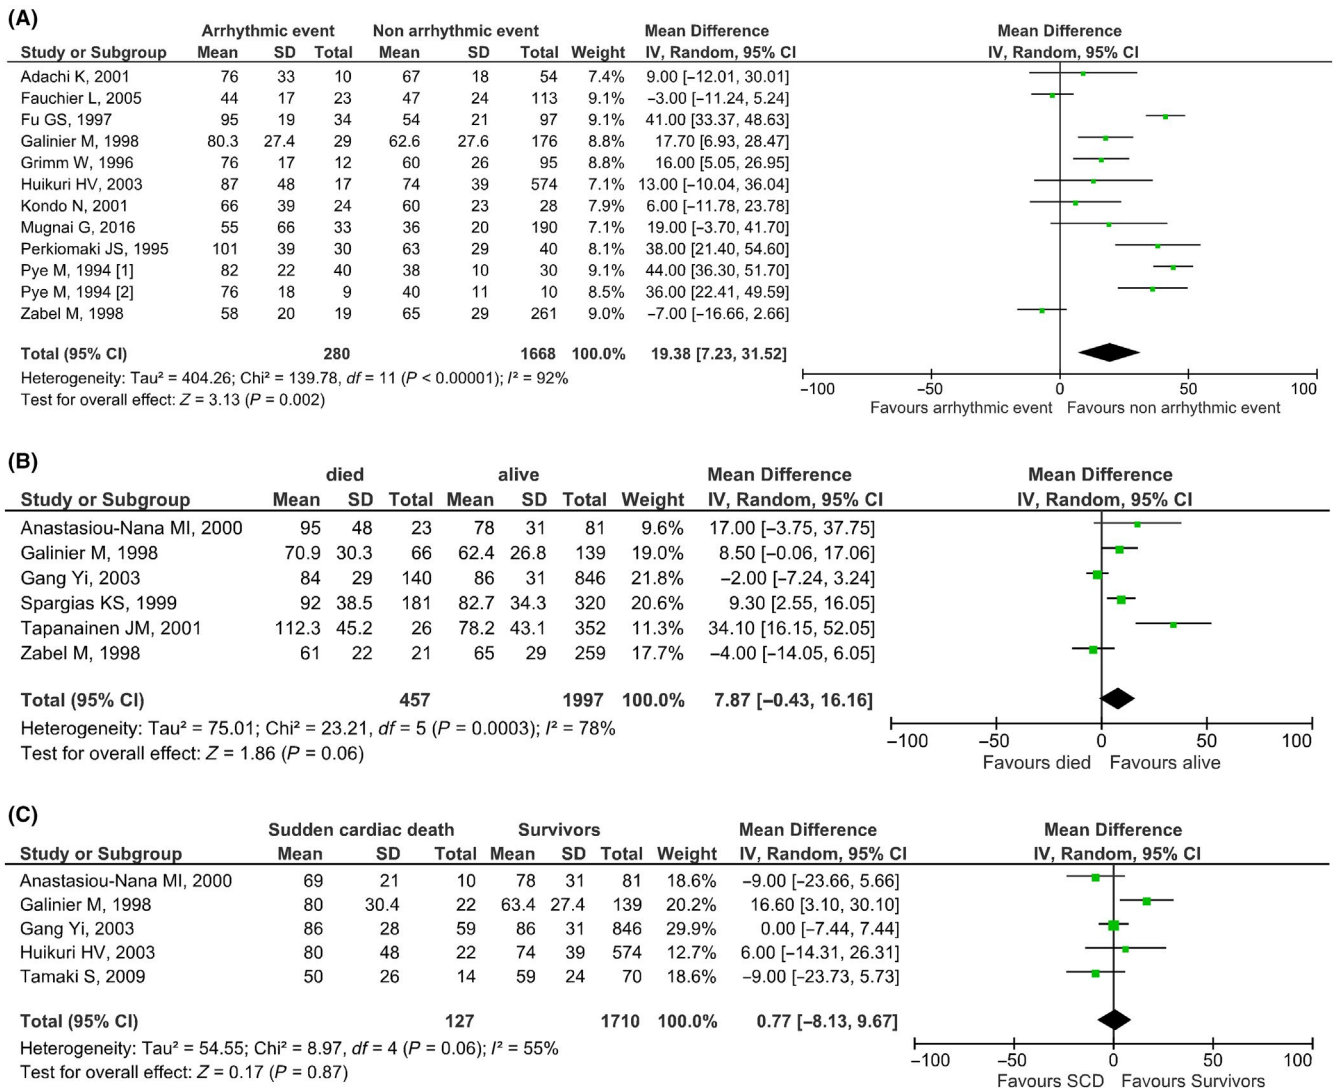 (A)
Arrhythmic event Non arrhythmic event Mean Difference Mean Difference
Study or Subgroup Mean SD Total Mean SD Total Weight IV, Random, 95% CI IV, Random, 95% CI
Adachi K, 2001 76 33 10 67 18 54 7.4% 9.00 [−12.01, 30.01]
Fauchier L, 2005 44 17 23 47 24 113 9.1% −3.00 [−11.24, 5.24]
Fu GS, 1997 95 19 34 54 21 97 9.1% 41.00 [33.37, 48.63]
Galinier M, 1998 80.3 27.4 29 62.6 27.6 176 8.8% 17.70 [6.93, 28.47]
Grimm W, 1996 76 17 12 60 26 95 8.8% 16.00 [5.05, 26.95]
Huikuri HV, 2003 87 48 17 74 39 574 7.1% 13.00 [−10.04, 36.04]
Kondo N, 2001 66 39 24 60 23 28 7.9% 6.00 [−11.78, 23.78]
Mugnai G, 2016 55 66 33 36 20 190 7.1% 19.00 [−3.70, 41.70]
Perkiomaki JS, 1995 101 39 30 63 29 40 8.1% 38.00 [21.40, 54.60]
Pye M, 1994 [1] 82 22 40 38 10 30 9.1% 44.00 [36.30, 51.70]
Pye M, 1994 [2] 76 18 9 40 11 10 8.5% 36.00 [22.41, 49.59]
Zabel M, 1998 58 20 19 65 29 261 9.0% −7.00 [−16.66, 2.66]
Total (95% CI) 280 1668 100.0% 19.38 [7.23, 31.52]
Heterogeneity: Tau² = 404.26; Chi² = 139.78, df = 11 (P < 0.00001); I² = 92%
Test for overall effect: Z = 3.13 (P = 0.002)
−100 −50 0 50 100
Favours arrhythmic event Favours non arrhythmic event
(B)
died alive Mean Difference Mean Difference
Study or Subgroup Mean SD Total Mean SD Total Weight IV, Random, 95% CI IV, Random, 95% CI
Anastasiou-Nana MI, 2000 95 48 23 78 31 81 9.6% 17.00 [−3.75, 37.75]
Galinier M, 1998 70.9 30.3 66 62.4 26.8 139 19.0% 8.50 [−0.06, 17.06]
Gang Yi, 2003 84 29 140 86 31 846 21.8% −2.00 [−7.24, 3.24]
Spargias KS, 1999 92 38.5 181 82.7 34.3 320 20.6% 9.30 [2.55, 16.05]
Tapanainen JM, 2001 112.3 45.2 26 78.2 43.1 352 11.3% 34.10 [16.15, 52.05]
Zabel M, 1998 61 22 21 65 29 259 17.7% −4.00 [−14.05, 6.05]
Total (95% CI) 457 1997 100.0% 7.87 [−0.43, 16.16]
Heterogeneity: Tau² = 75.01; Chi² = 23.21, df = 5 (P = 0.0003); I² = 78%
Test for overall effect: Z = 1.86 (P = 0.06)
−100 −50 0 50 100
Favours died Favours alive
(C)
Sudden cardiac death Survivors Mean Difference Mean Difference
Study or Subgroup Mean SD Total Mean SD Total Weight IV, Random, 95% CI IV, Random, 95% CI
Anastasiou-Nana MI, 2000 69 21 10 78 31 81 18.6% −9.00 [−23.66, 5.66]
Galinier M, 1998 80 30.4 22 63.4 27.4 139 20.2% 16.60 [3.10, 30.10]
Gang Yi, 2003 86 28 59 86 31 846 29.9% 0.00 [−7.44, 7.44]
Huikuri HV, 2003 80 48 22 74 39 574 12.7% 6.00 [−14.31, 26.31]
Tamaki S, 2009 50 26 14 59 24 70 18.6% −9.00 [−23.73, 5.73]
Total (95% CI) 127 1710 100.0% 0.77 [−8.13, 9.67]
Heterogeneity: Tau² = 54.55; Chi² = 8.97, df = 4 (P = 0.06); I² = 55%
Test for overall effect: Z = 0.17 (P = 0.87)
−100 −50 0 50 100
Favours SCD Favours Survivors